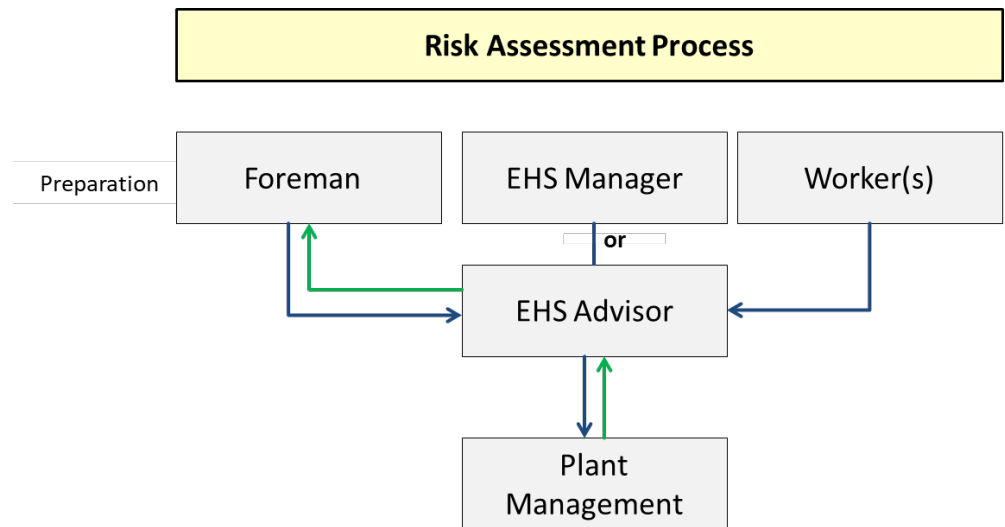 Risk Assessment Process
Preparation
Foreman
EHS Manager
Worker(s)
or
EHS Advisor
Plant
Management